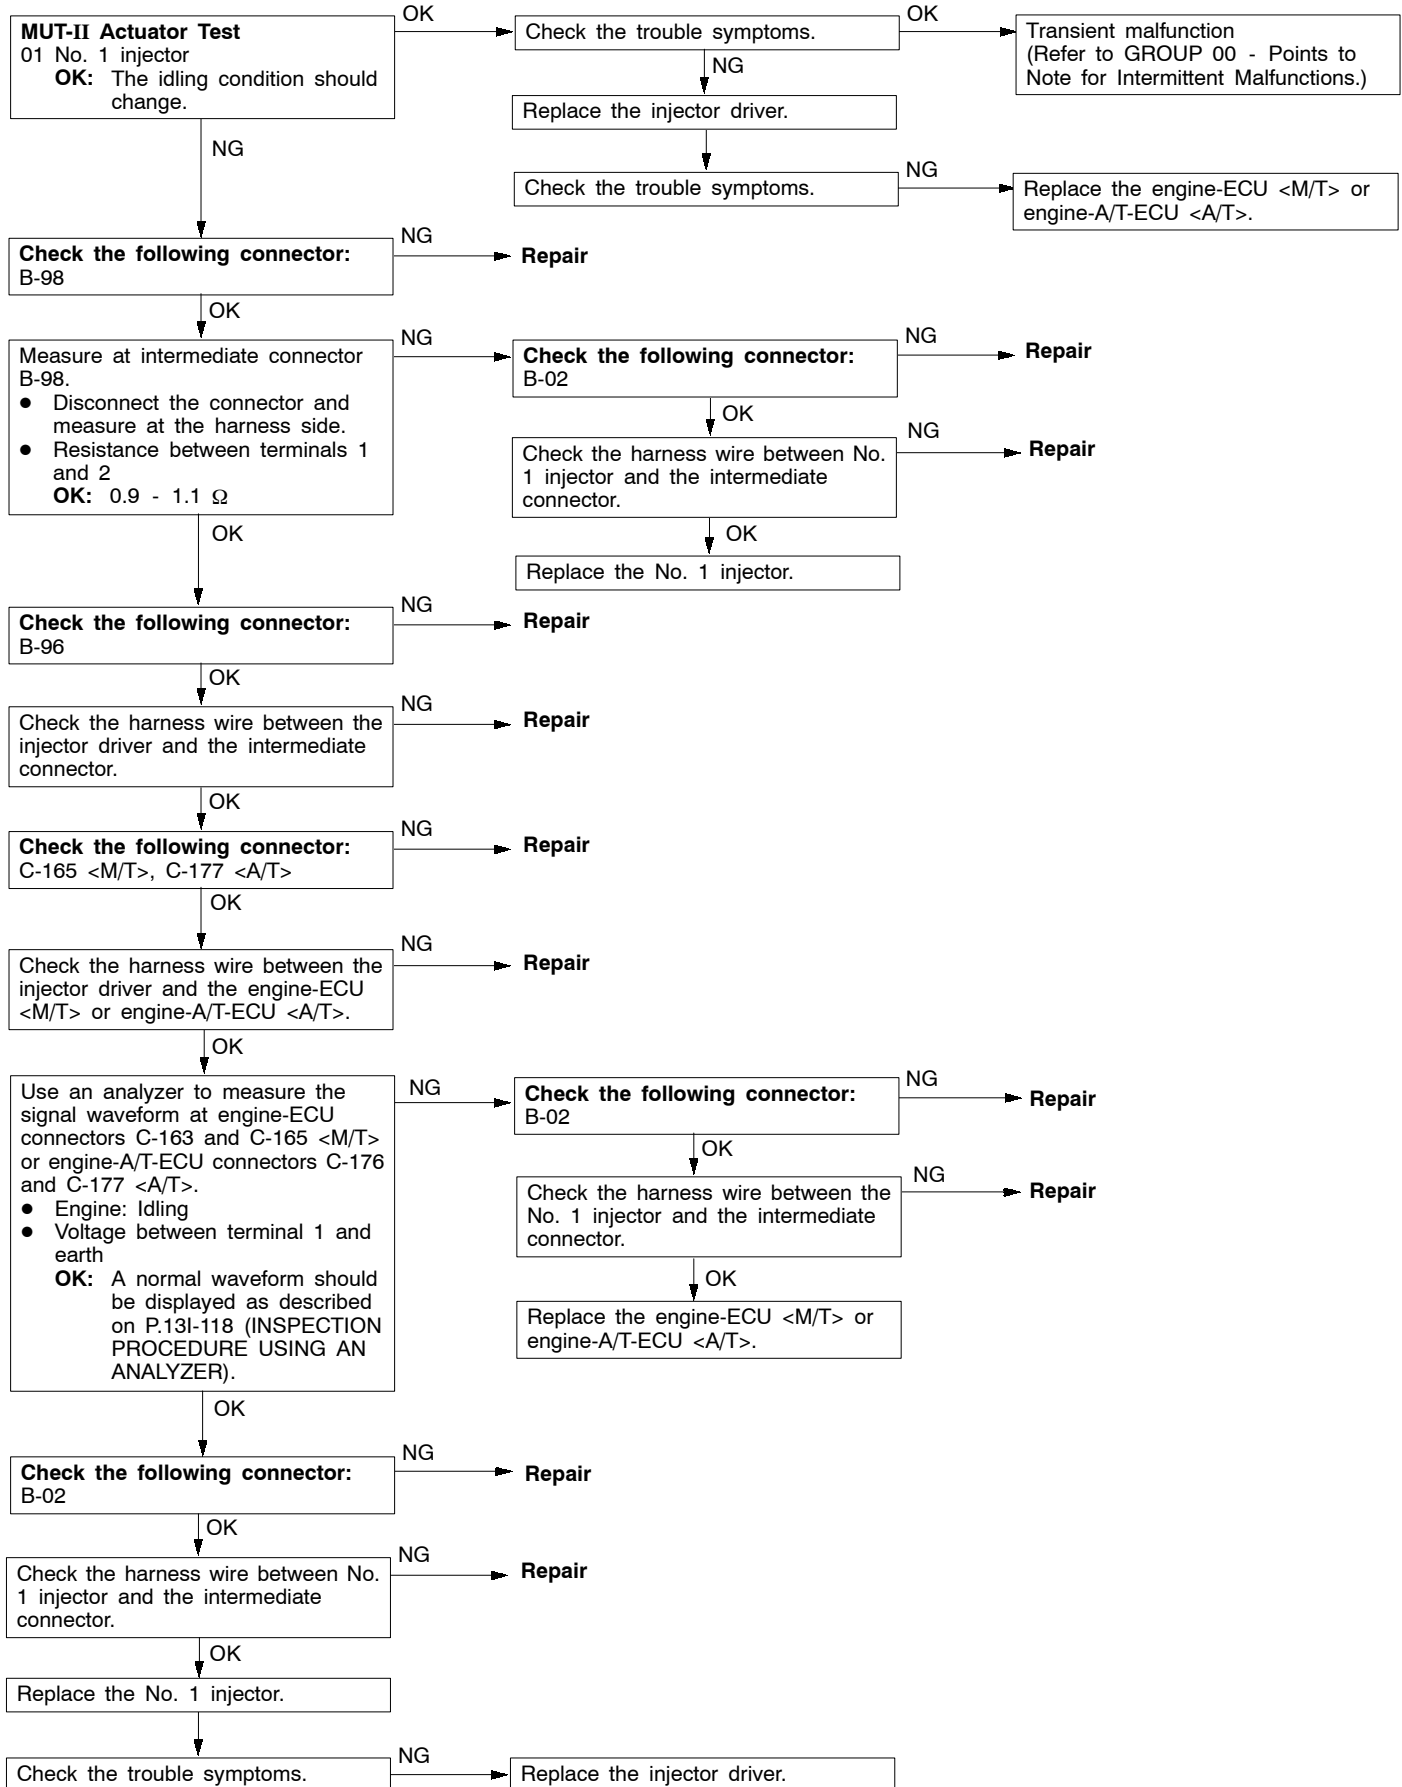 MUT-II Actuator Test
01 No. 1 injector
OK: The idling condition should
change.
OK
Check the trouble symptoms.
OK
Transient malfunction
(Refer to GROUP 00 - Points to
Note for Intermittent Malfunctions.)
NG
Replace the injector driver.
Check the trouble symptoms.
NG
Replace the engine-ECU <M/T> or
engine-A/T-ECU <A/T>.
NG
Check the following connector:
B-98
NG
Repair
OK
Measure at intermediate connector
B-98.
● Disconnect the connector and
measure at the harness side.
● Resistance between terminals 1
and 2
OK: 0.9 - 1.1 Ω
NG
Check the following connector:
B-02
NG
Repair
OK
Check the harness wire between No.
1 injector and the intermediate
connector.
NG
Repair
OK
Replace the No. 1 injector.
OK
Check the following connector:
B-96
NG
Repair
OK
Check the harness wire between the
injector driver and the intermediate
connector.
NG
Repair
OK
Check the following connector:
C-165 <M/T>, C-177 <A/T>
NG
Repair
OK
Check the harness wire between the
injector driver and the engine-ECU
<M/T> or engine-A/T-ECU <A/T>.
NG
Repair
OK
Use an analyzer to measure the
signal waveform at engine-ECU
connectors C-163 and C-165 <M/T>
or engine-A/T-ECU connectors C-176
and C-177 <A/T>.
● Engine: Idling
● Voltage between terminal 1 and
earth
OK: A normal waveform should
be displayed as described
on P.13I-118 (INSPECTION
PROCEDURE USING AN
ANALYZER).
NG
Check the following connector:
B-02
NG
Repair
OK
Check the harness wire between the
No. 1 injector and the intermediate
connector.
NG
Repair
OK
Replace the engine-ECU <M/T> or
engine-A/T-ECU <A/T>.
OK
Check the following connector:
B-02
NG
Repair
OK
Check the harness wire between No.
1 injector and the intermediate
connector.
NG
Repair
OK
Replace the No. 1 injector.
Check the trouble symptoms.
NG
Replace the injector driver.